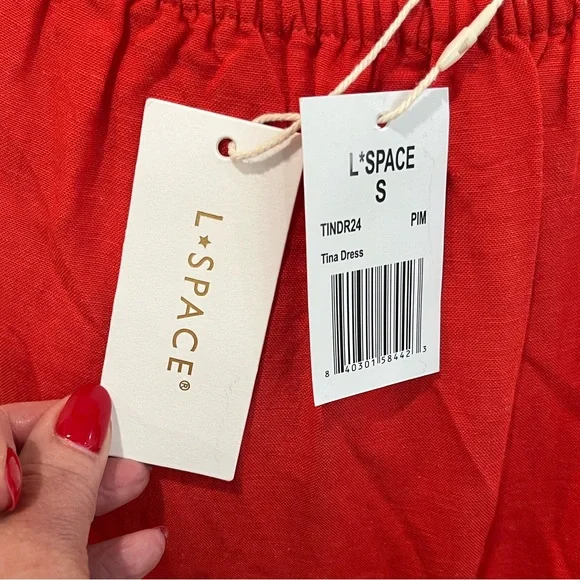 L★SPACE®
L*SPACE
S
TINDR24 PIM
Tina Dress
8 40301 58442 3